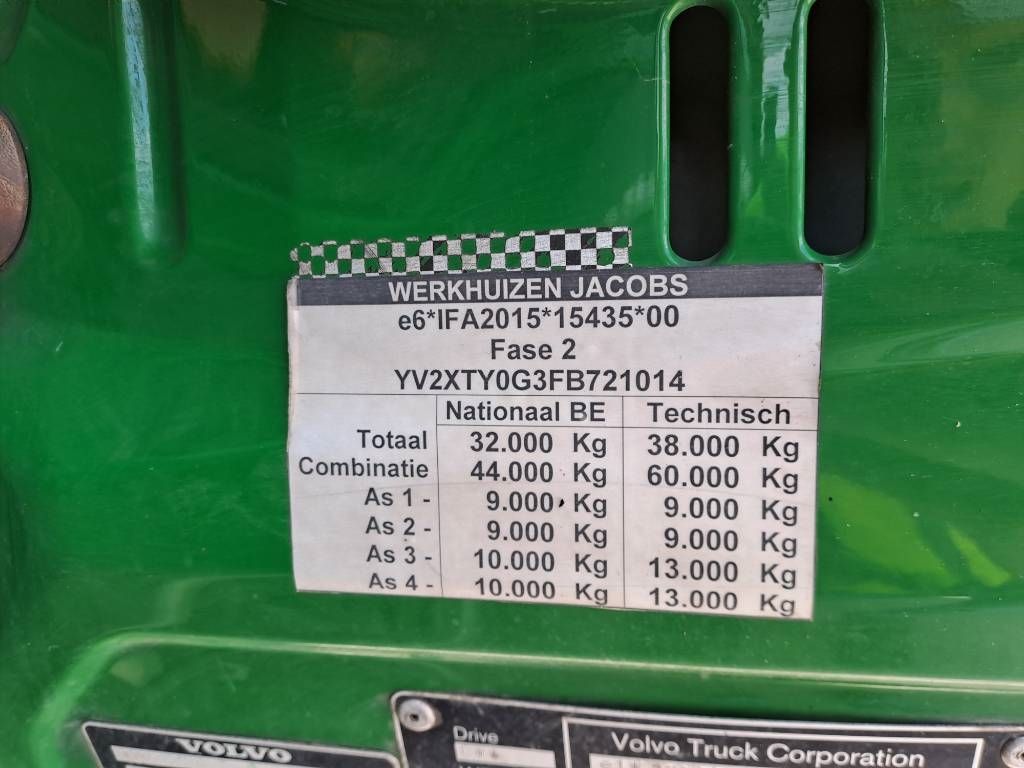 WERKHUIZEN JACOBS
e6*IFA2015*15435*00
Fase 2
YV2XTY0G3FB721014
Nationaal BE Technisch
Totaal 32.000 Kg 38.000 Kg
Combinatie 44.000 Kg 60.000 Kg
As 1 - 9.000 Kg 9.000 Kg
As 2 - 9.000 Kg 9.000 Kg
As 3 - 10.000 Kg 13.000 Kg
As 4 - 10.000 Kg 13.000 Kg
VOLVO
Drive
Volvo Truck Corporation